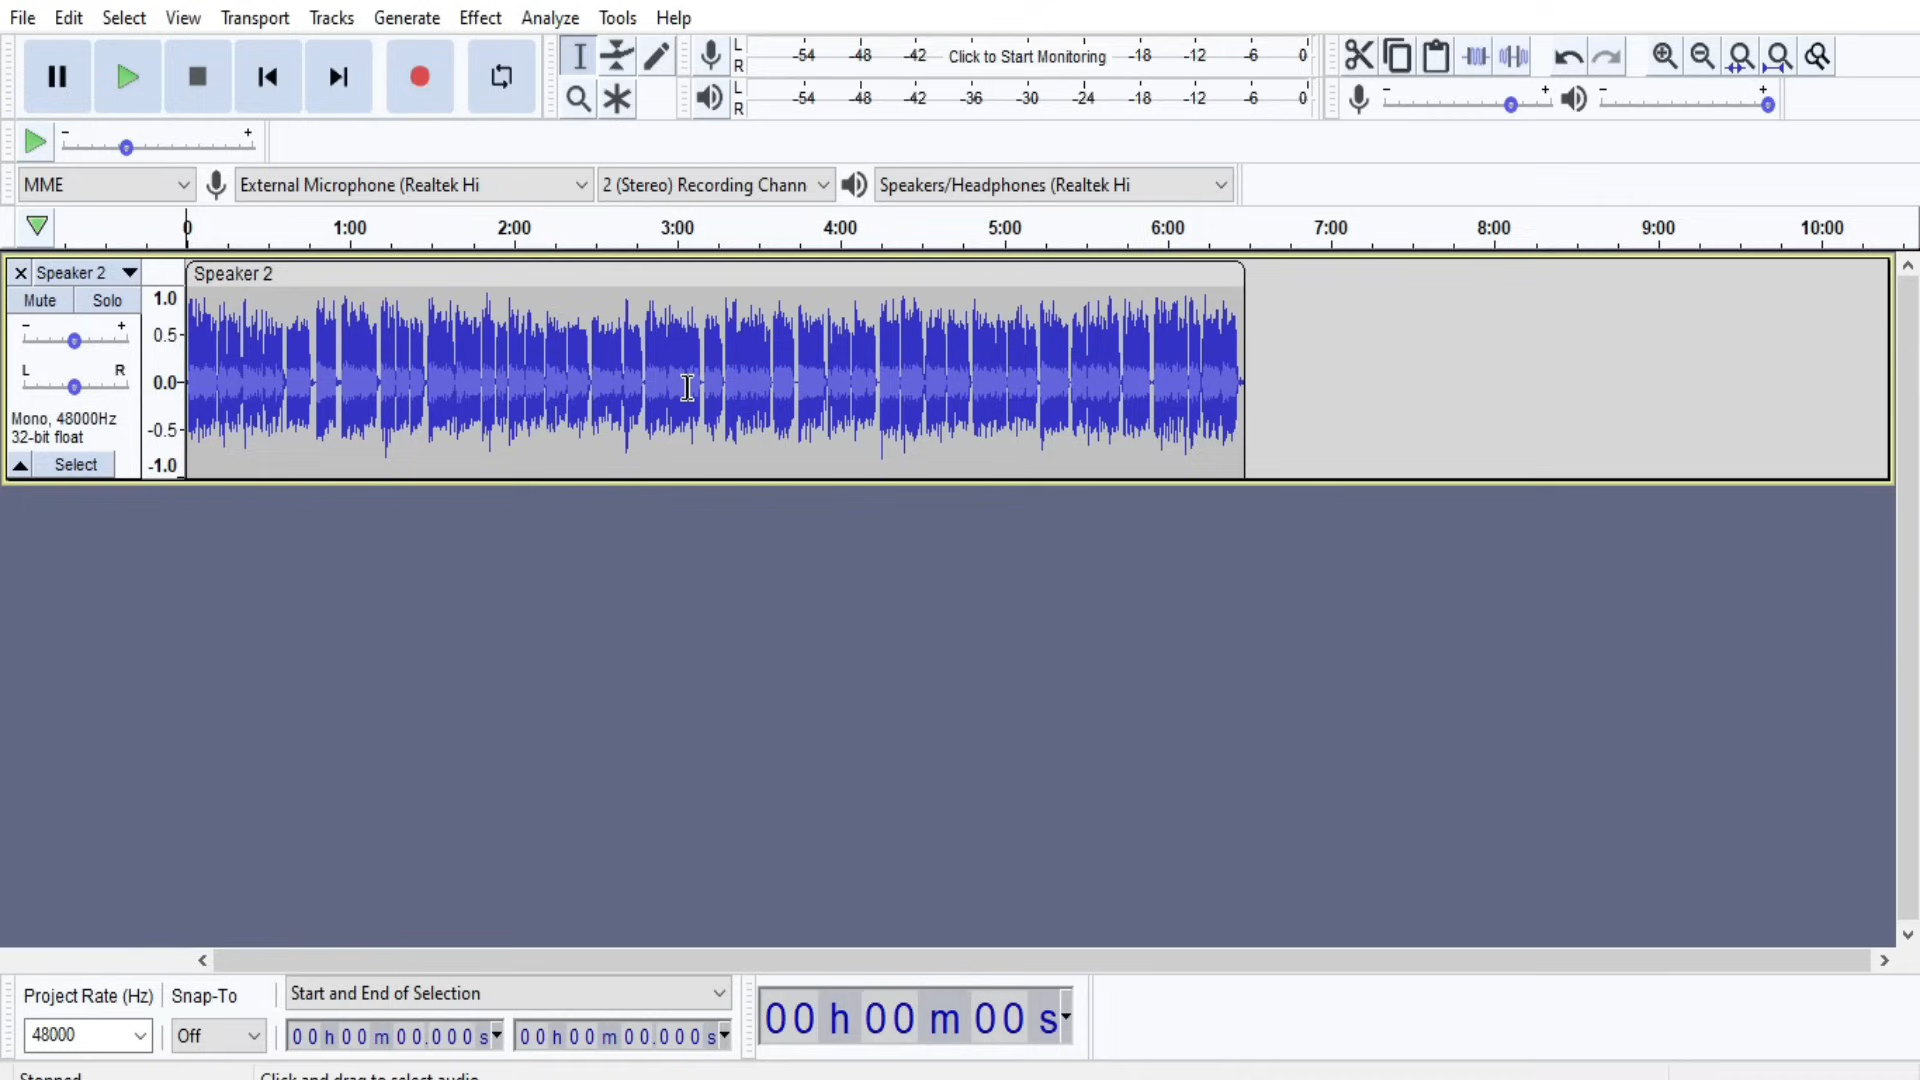 File Edit Select View Transport Tracks Generate Effect Analyze Tools Help
L
R
-54 -48 -42 Click to Start Monitoring -18 -12 -6 0
L
R
-54 -48 -42 -36 -30 -24 -18 -12 -6 0
- +
- +
- +
MME External Microphone (Realtek Hi 2 (Stereo) Recording Chann Speakers/Headphones (Realtek Hi
0 1:00 2:00 3:00 4:00 5:00 6:00 7:00 8:00 9:00 10:00
Speaker 2
Speaker 2
Mute Solo
- +
L R
Mono, 48000Hz
32-bit float
Select
1.0
0.5
0.0
-0.5
-1.0
Project Rate (Hz) Snap-To Start and End of Selection
48000 Off 00h00m00.000s 00h00m00.000s
00h00m00s
Stopped Click and drag to select audio